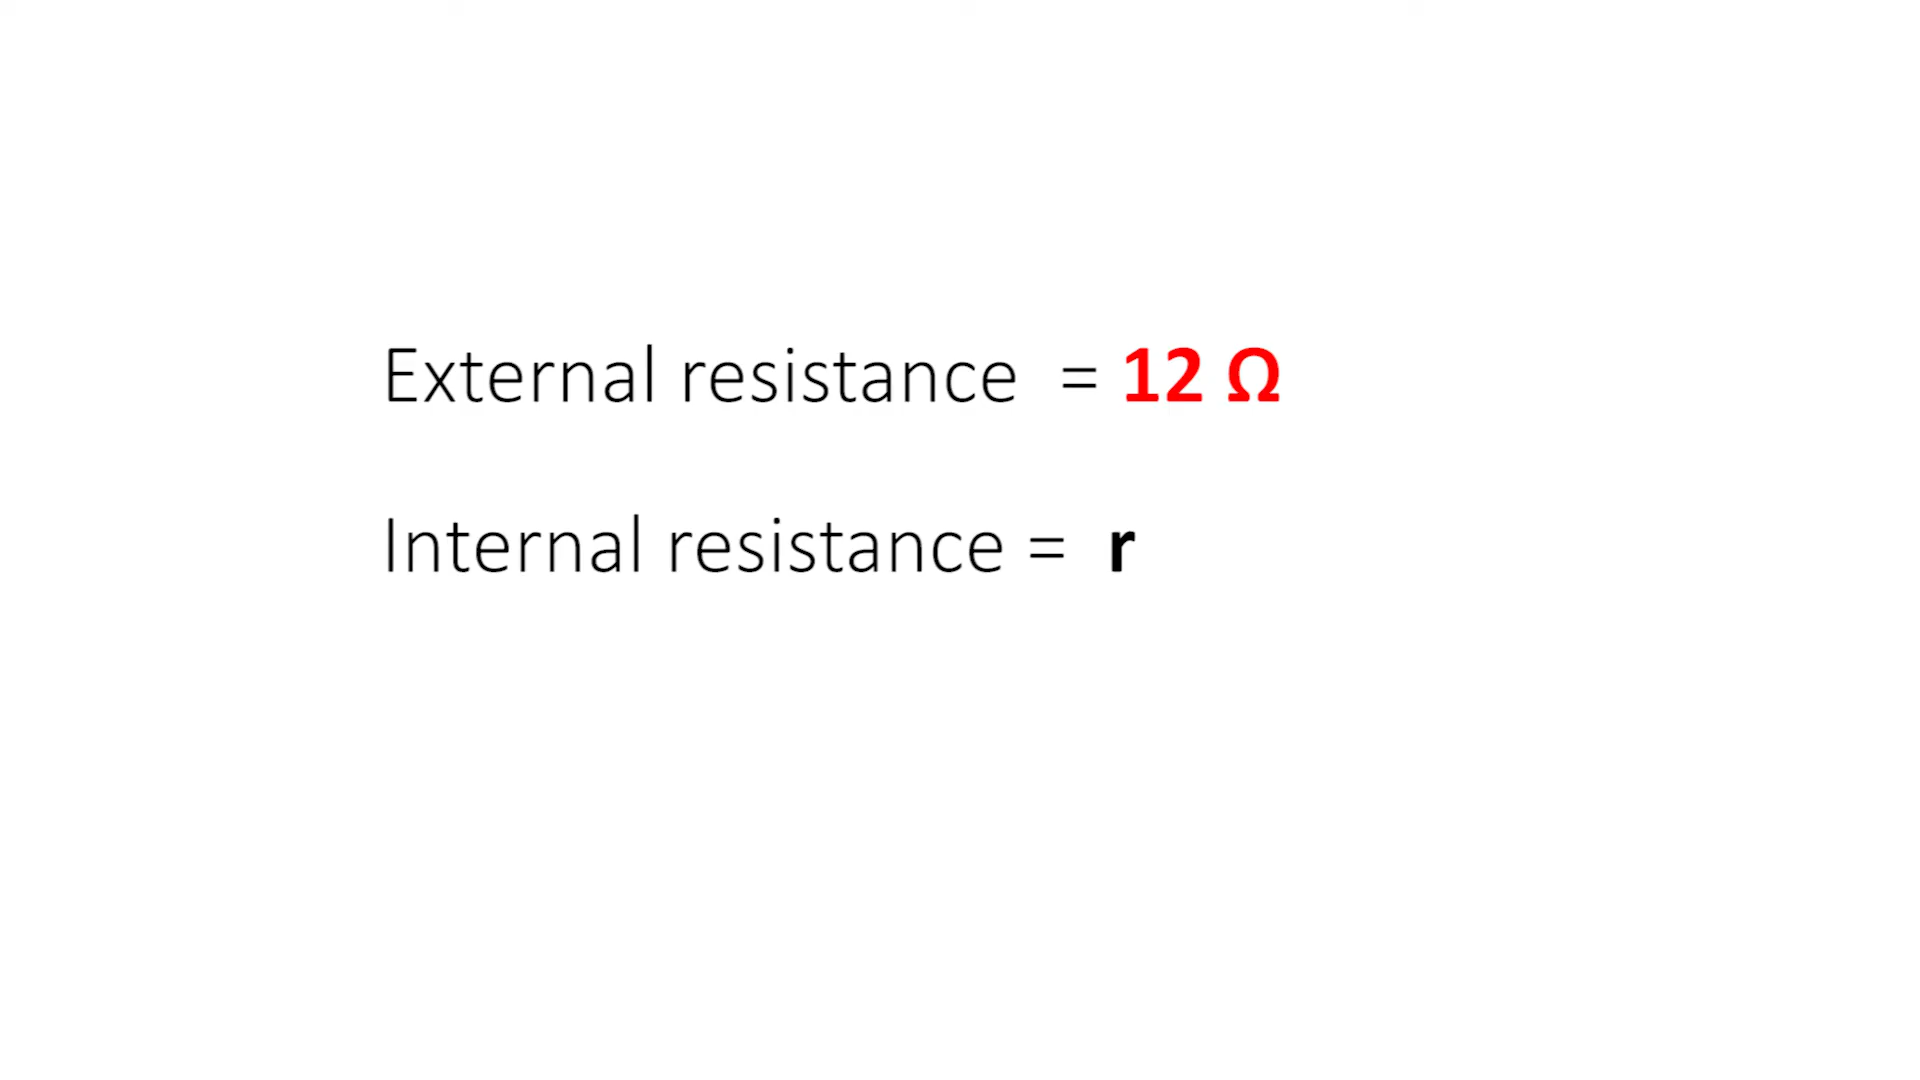 External resistance = 12 Ω
Internal resistance = r